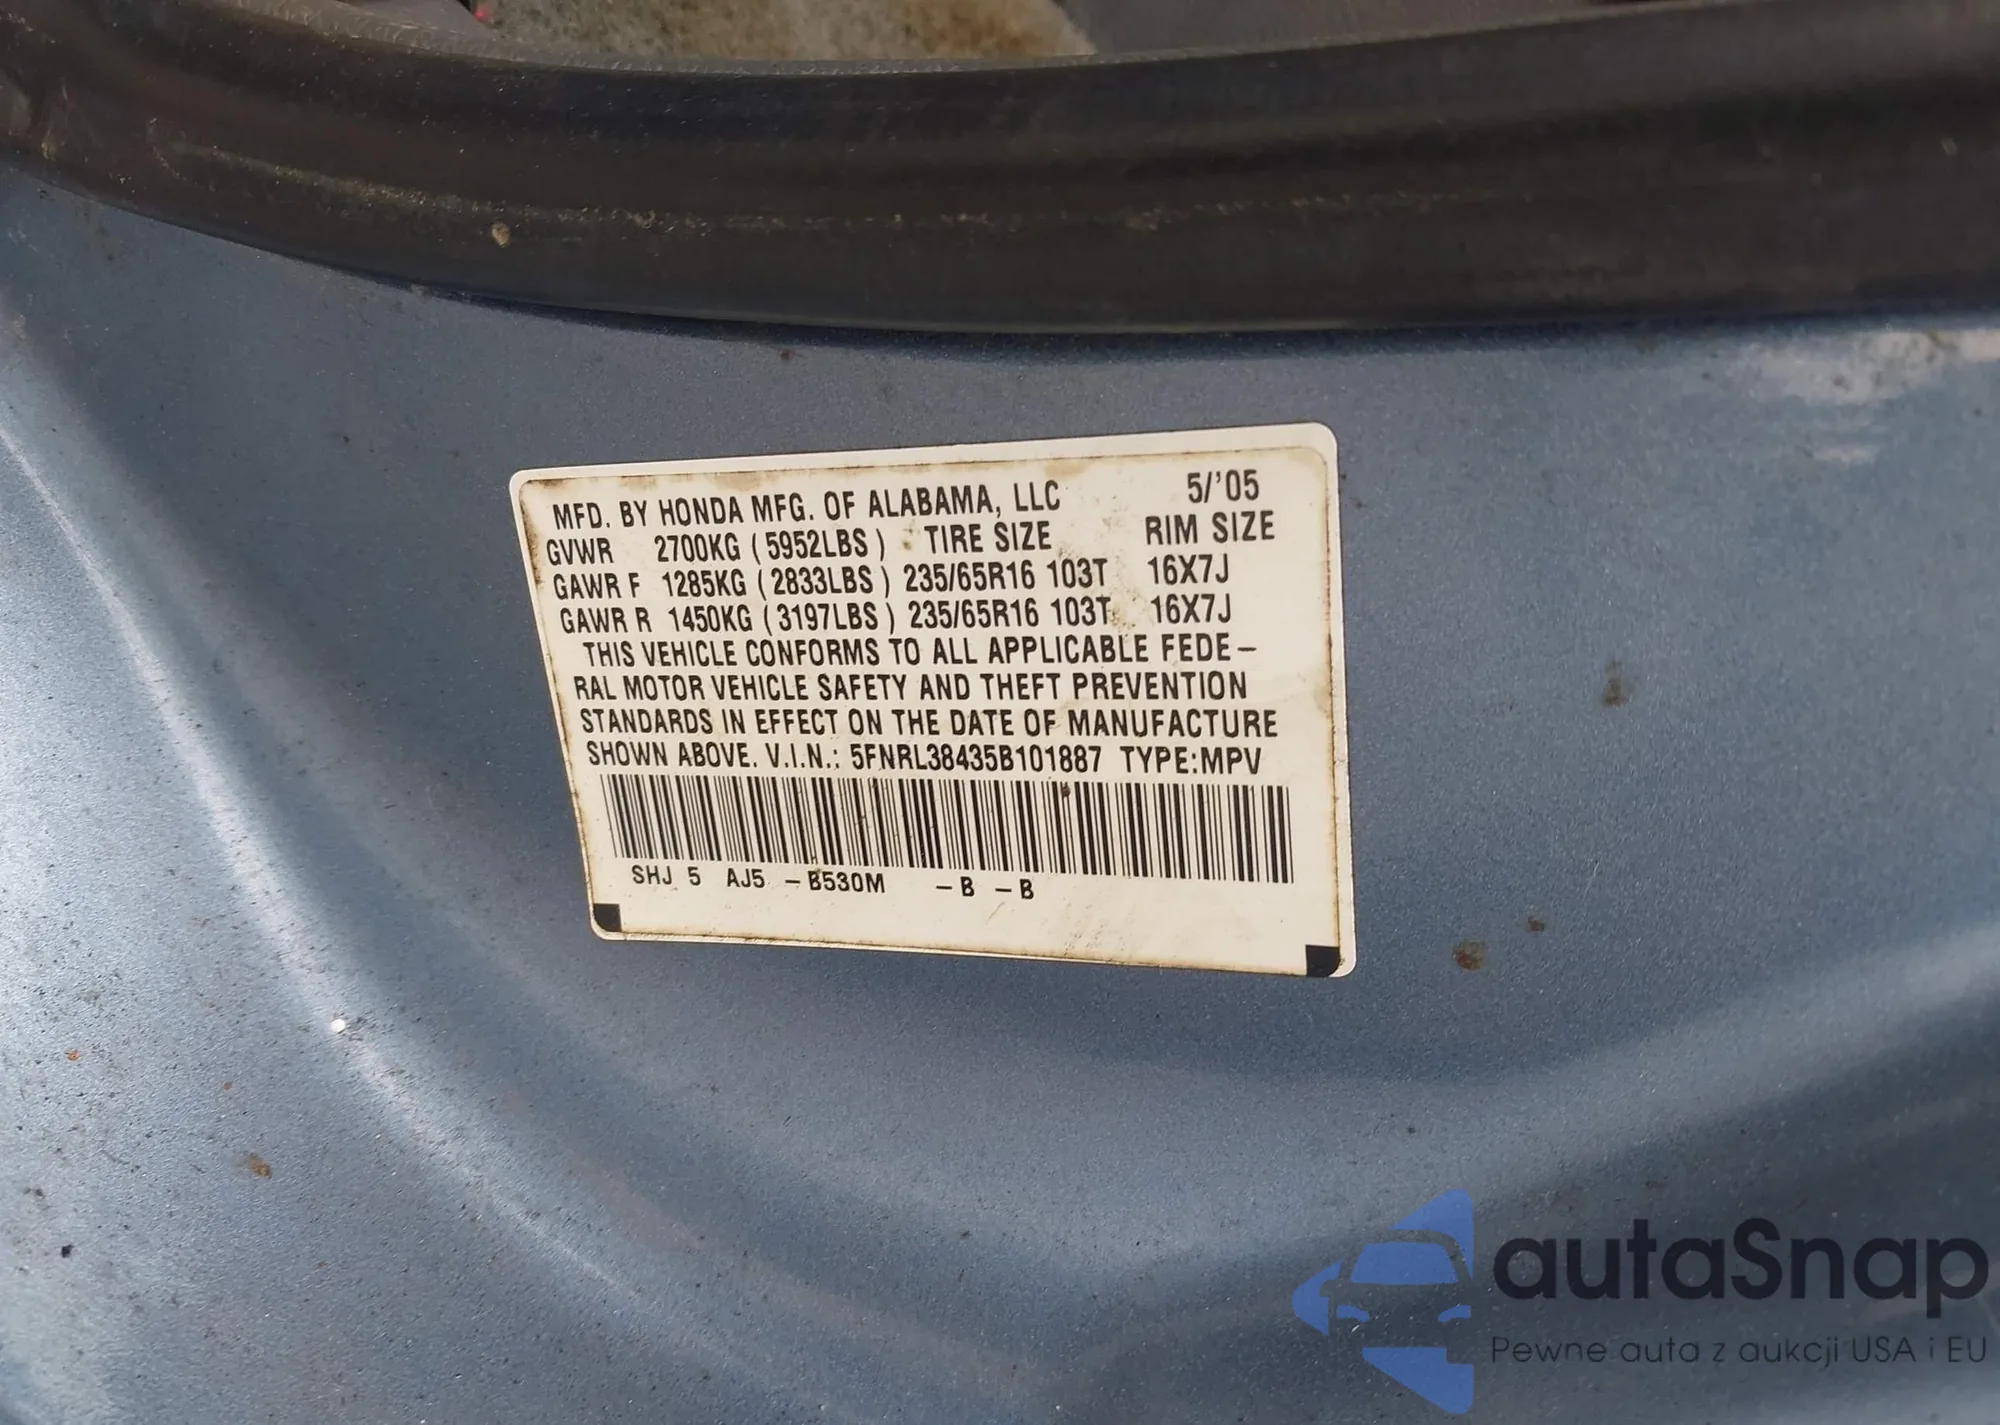 MFD. BY HONDA MFG. OF ALABAMA, LLC 5/'05
GVWR 2700KG (5952LBS) TIRE SIZE RIM SIZE
GAWR F 1285KG (2833LBS) 235/65R16 103T 16X7J
GAWR R 1450KG (3197LBS) 235/65R16 103T 16X7J
THIS VEHICLE CONFORMS TO ALL APPLICABLE FEDE-
RAL MOTOR VEHICLE SAFETY AND THEFT PREVENTION
STANDARDS IN EFFECT ON THE DATE OF MANUFACTURE
SHOWN ABOVE. V.I.N.: 5FNRL38435B101887 TYPE:MPV
SHJ 5 AJ5 -B530M -B -B
autaSnap
Pewne auta z aukcji USA i EU